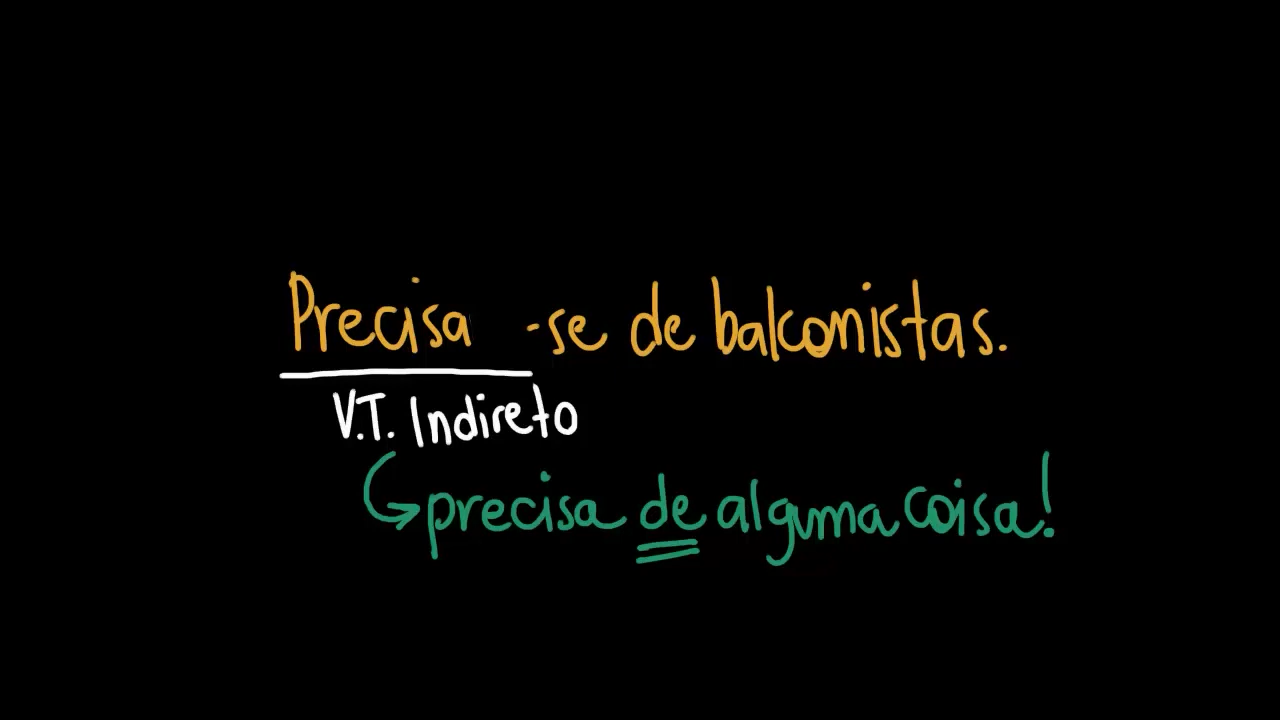 Precisa -se de balconistas.
V.T. Indireto
precisa de alguma coisa!